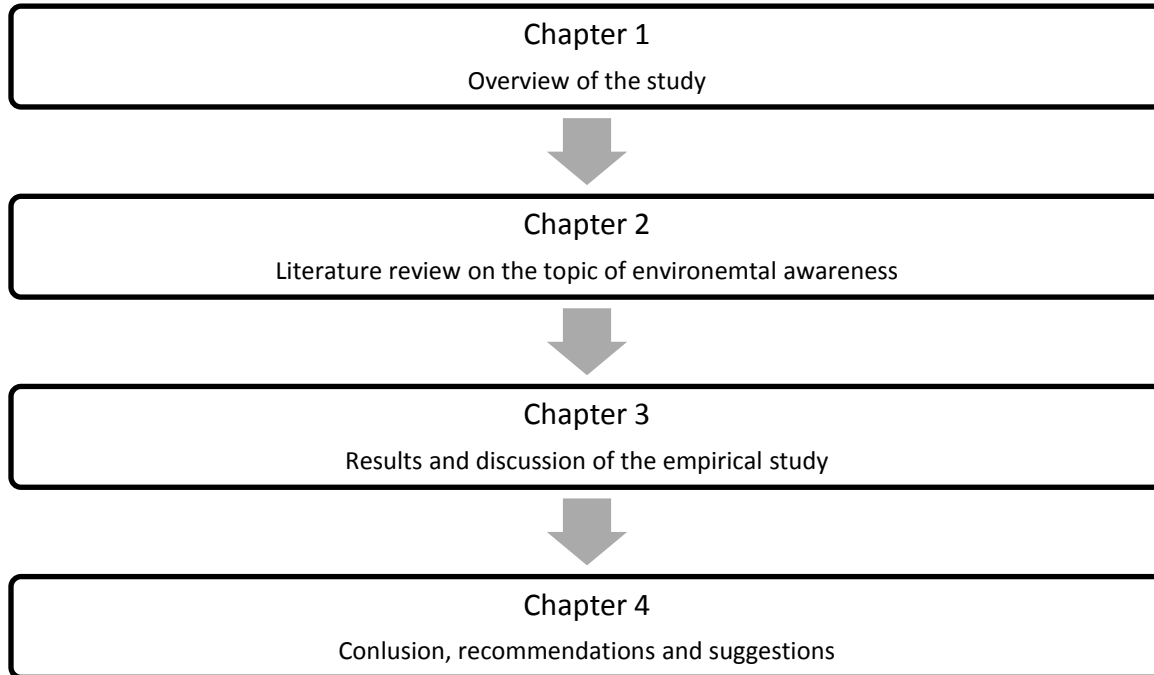 Chapter 1
Overview of the study
Chapter 2
Literature review on the topic of environemtal awareness
Chapter 3
Results and discussion of the empirical study
Chapter 4
Conlusion, recommendations and suggestions